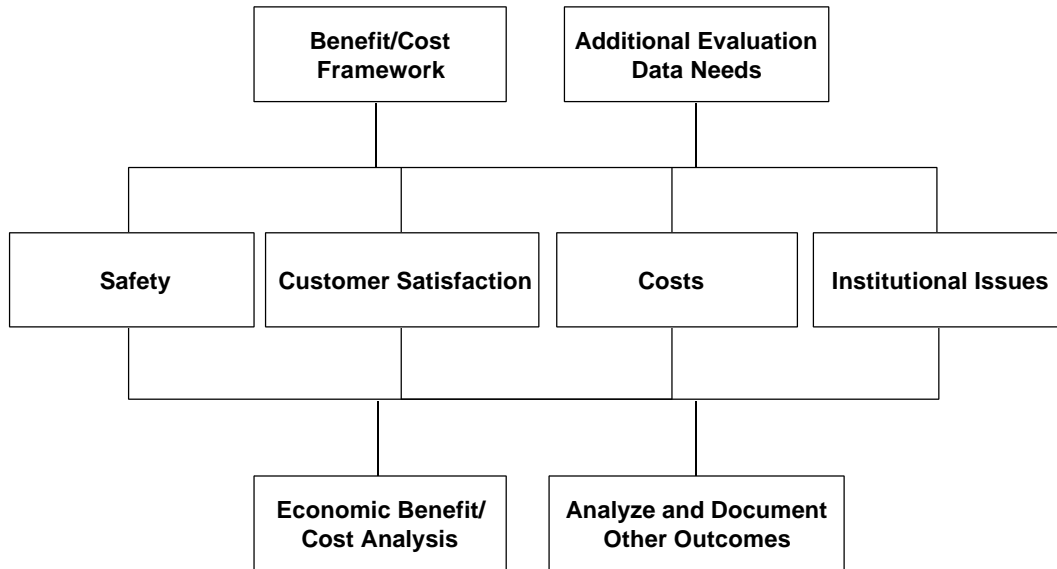 Benefit/Cost
Framework
Additional Evaluation
Data Needs
Safety
Customer Satisfaction
Costs
Institutional Issues
Economic Benefit/
Cost Analysis
Analyze and Document
Other Outcomes